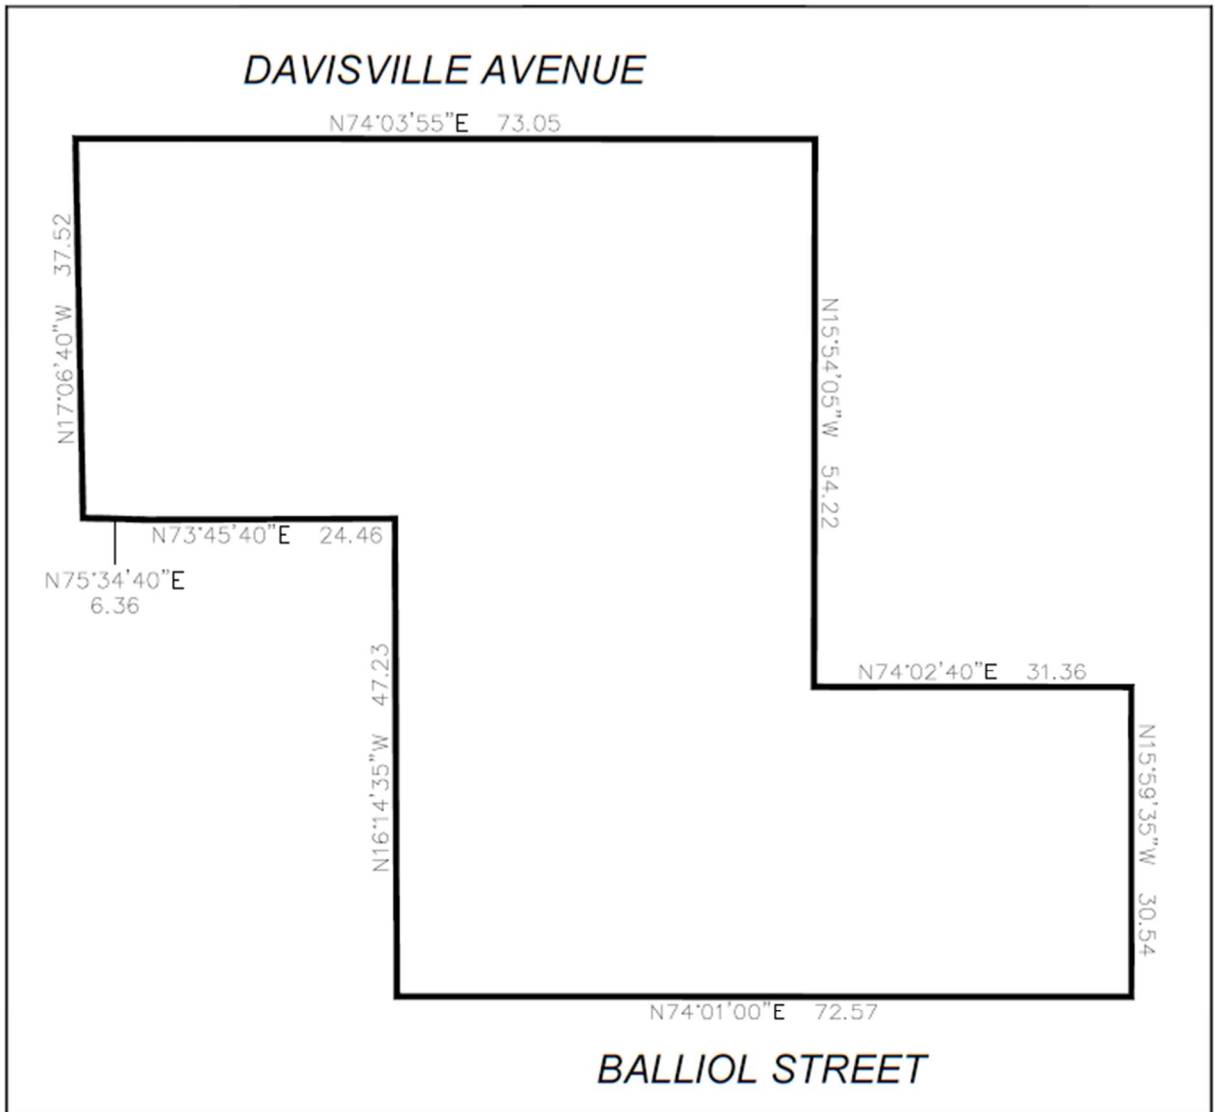 DAVISVILLE AVENUE
N74°03'55"E 73.05
N17°06'40"W 37.52
N15°54'05"W 54.22
N73°45'40"E 24.46
N75°34'40"E
6.36
N16°14'35"W 47.23
N74°02'40"E 31.36
N15°59'35"W 30.54
N74°01'00"E 72.57
BALLIOL STREET